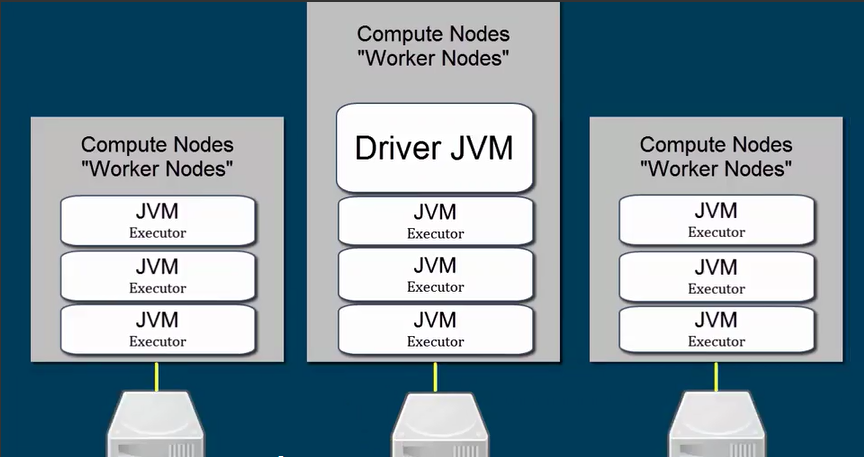 Compute Nodes
"Worker Nodes"
JVM
Executor
JVM
Executor
JVM
Executor
Compute Nodes
"Worker Nodes"
Driver JVM
JVM
Executor
JVM
Executor
JVM
Executor
Compute Nodes
"Worker Nodes"
JVM
Executor
JVM
Executor
JVM
Executor